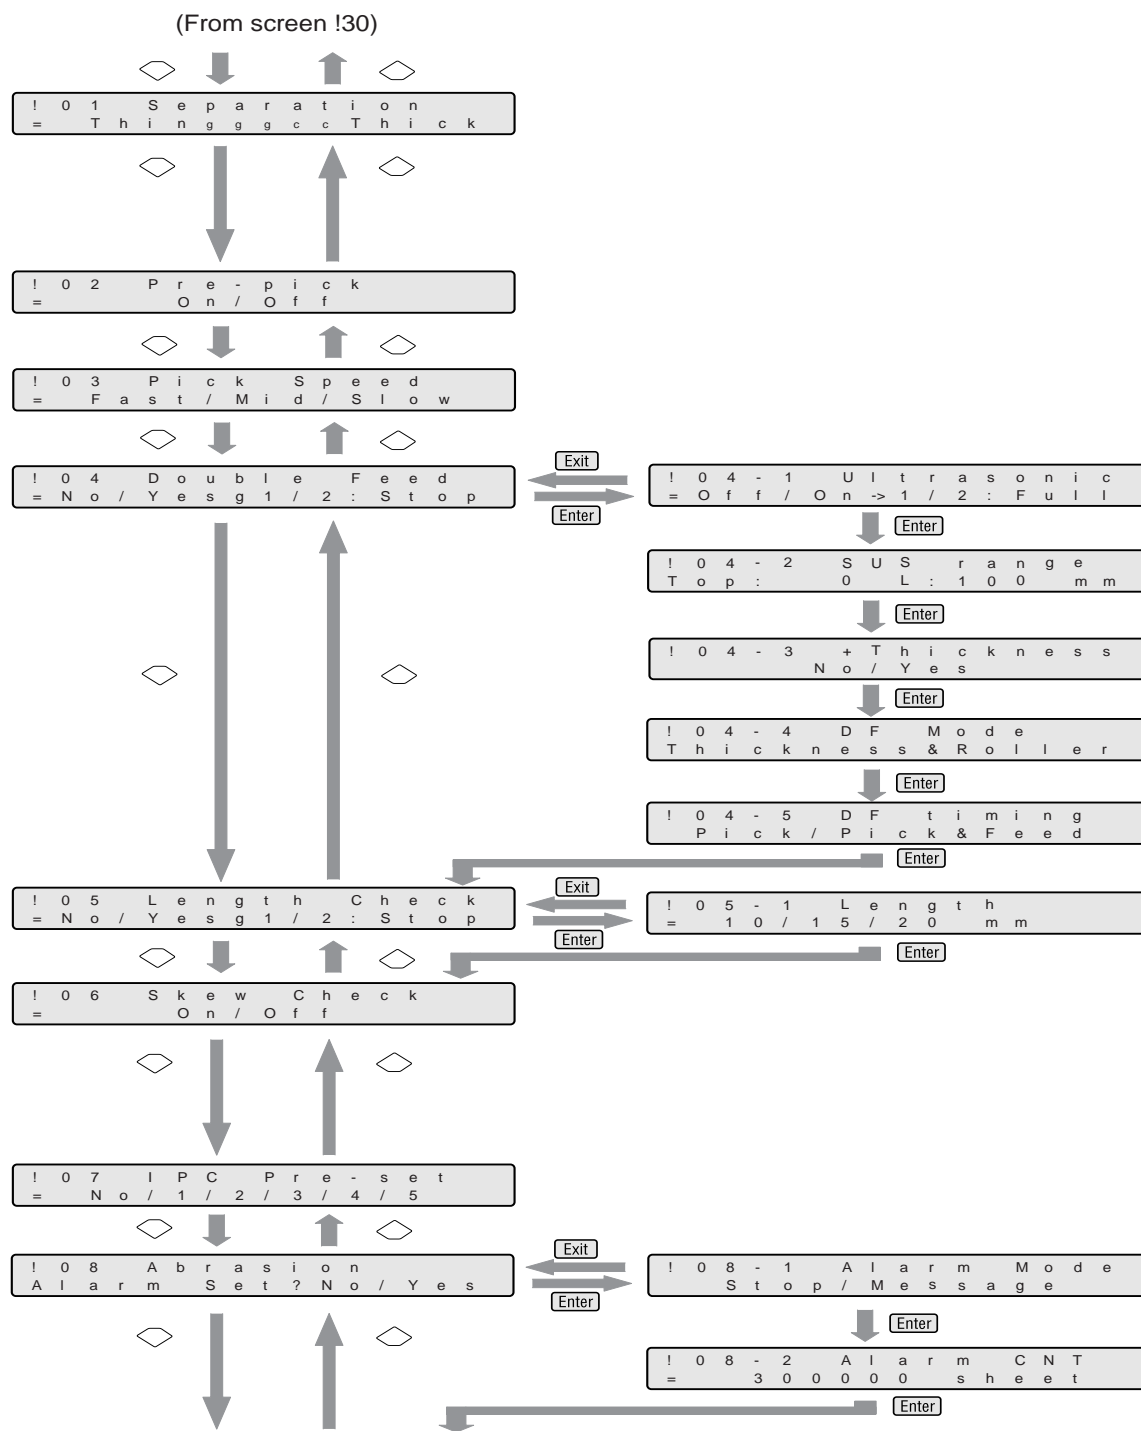 (From screen !30)
!01 Separation
= ThingggccThick
!02 Pre-pick
= On/Off
!03 Pick Speed
= Fast/Mid/Slow
!04 Double Feed
=No/Yesg1/2:Stop
Exit
Enter
!04-1 Ultrasonic
=Off/On->1/2:Full
Enter
!04-2 SUS range
Top: 0 L:100 mm
Enter
!04-3 +Thickness
No/Yes
Enter
!04-4 DF Mode
Thickness&Roller
Enter
!04-5 DF timing
Pick/Pick&Feed
Enter
!05 Length Check
=No/Yesg1/2:Stop
Exit
Enter
!05-1 Length
= 10/15/20 mm
Enter
!06 Skew Check
= On/Off
!07 IPC Pre-set
= No/1/2/3/4/5
!08 Abrasion
Alarm Set?No/Yes
Exit
Enter
!08-1 Alarm Mode
Stop/Message
Enter
!08-2 Alarm CNT
= 300000 sheet
Enter